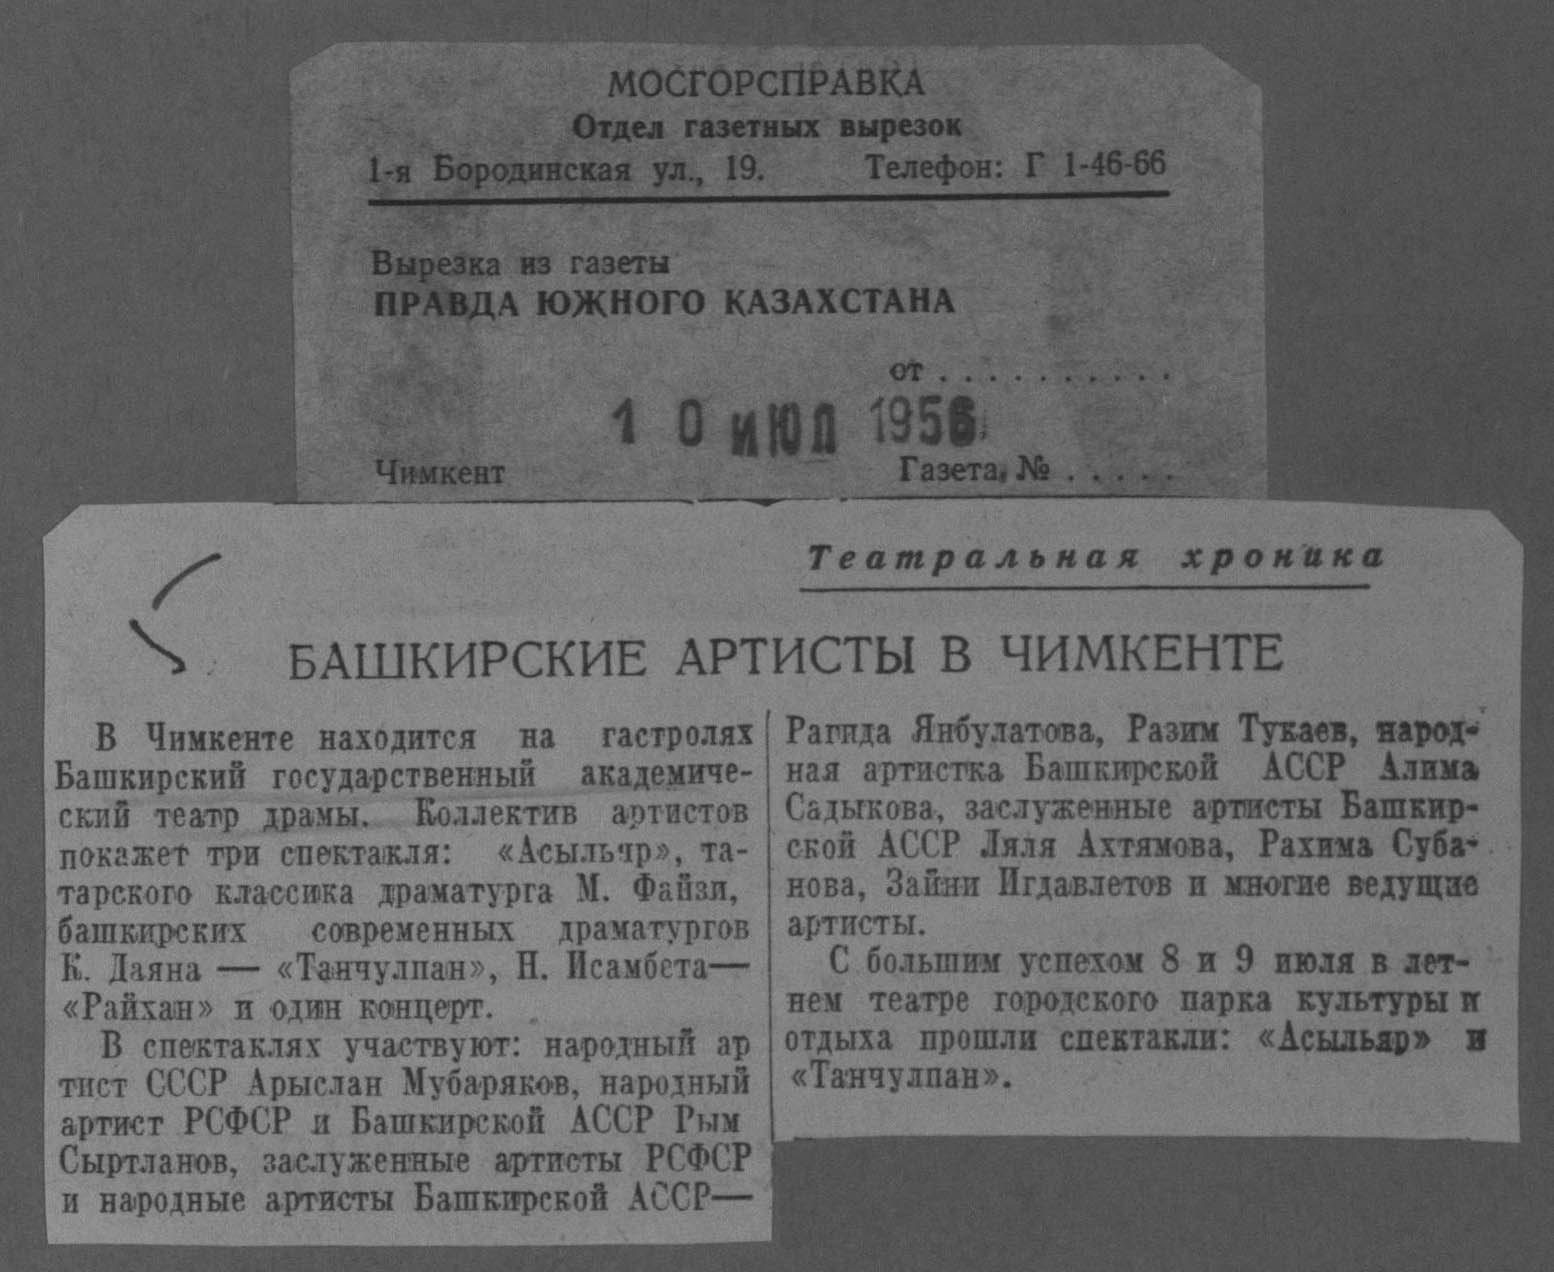 МОСГОРСПРАВКА
Отдел газетных вырезок
1-я Бородинская ул., 19. Телефон: Г 1-46-66
Вырезка из газеты
ПРАВДА ЮЖНОГО КАЗАХСТАНА
от . . . . . . . . . .
10 ИЮЛ 1956
Чимкент Газета № . . . . .
Театральная хроника
БАШКИРСКИЕ АРТИСТЫ В ЧИМКЕНТЕ
В Чимкенте находится на гастролях
Башкирский государственный академиче-
ский театр драмы. Коллектив артистов
покажет три спектакля: «Асыльяр», та-
тарского классика драматурга М. Файзи,
башкирских современных драматургов
К. Даяна — «Танчулпан», Н. Исамбета—
«Райхан» и один концерт.
В спектаклях участвуют: народный ар
тист СССР Арыслан Мубаряков, народный
артист РСФСР и Башкирской АССР Рым
Сыртланов, заслуженные артисты РСФСР
и народные артисты Башкирской АССР—
Рагида Янбулатова, Разим Тукаев, народ-
ная артистка Башкирской АССР Алима
Садыкова, заслуженные артисты Башкир-
ской АССР Ляля Ахтямова, Рахима Суба-
нова, Зайни Игдавлетов и многие ведущие
артисты.
С большим успехом 8 и 9 июля в лет-
нем театре городского парка культуры и
отдыха прошли спектакли: «Асыльяр» и
«Танчулпан».